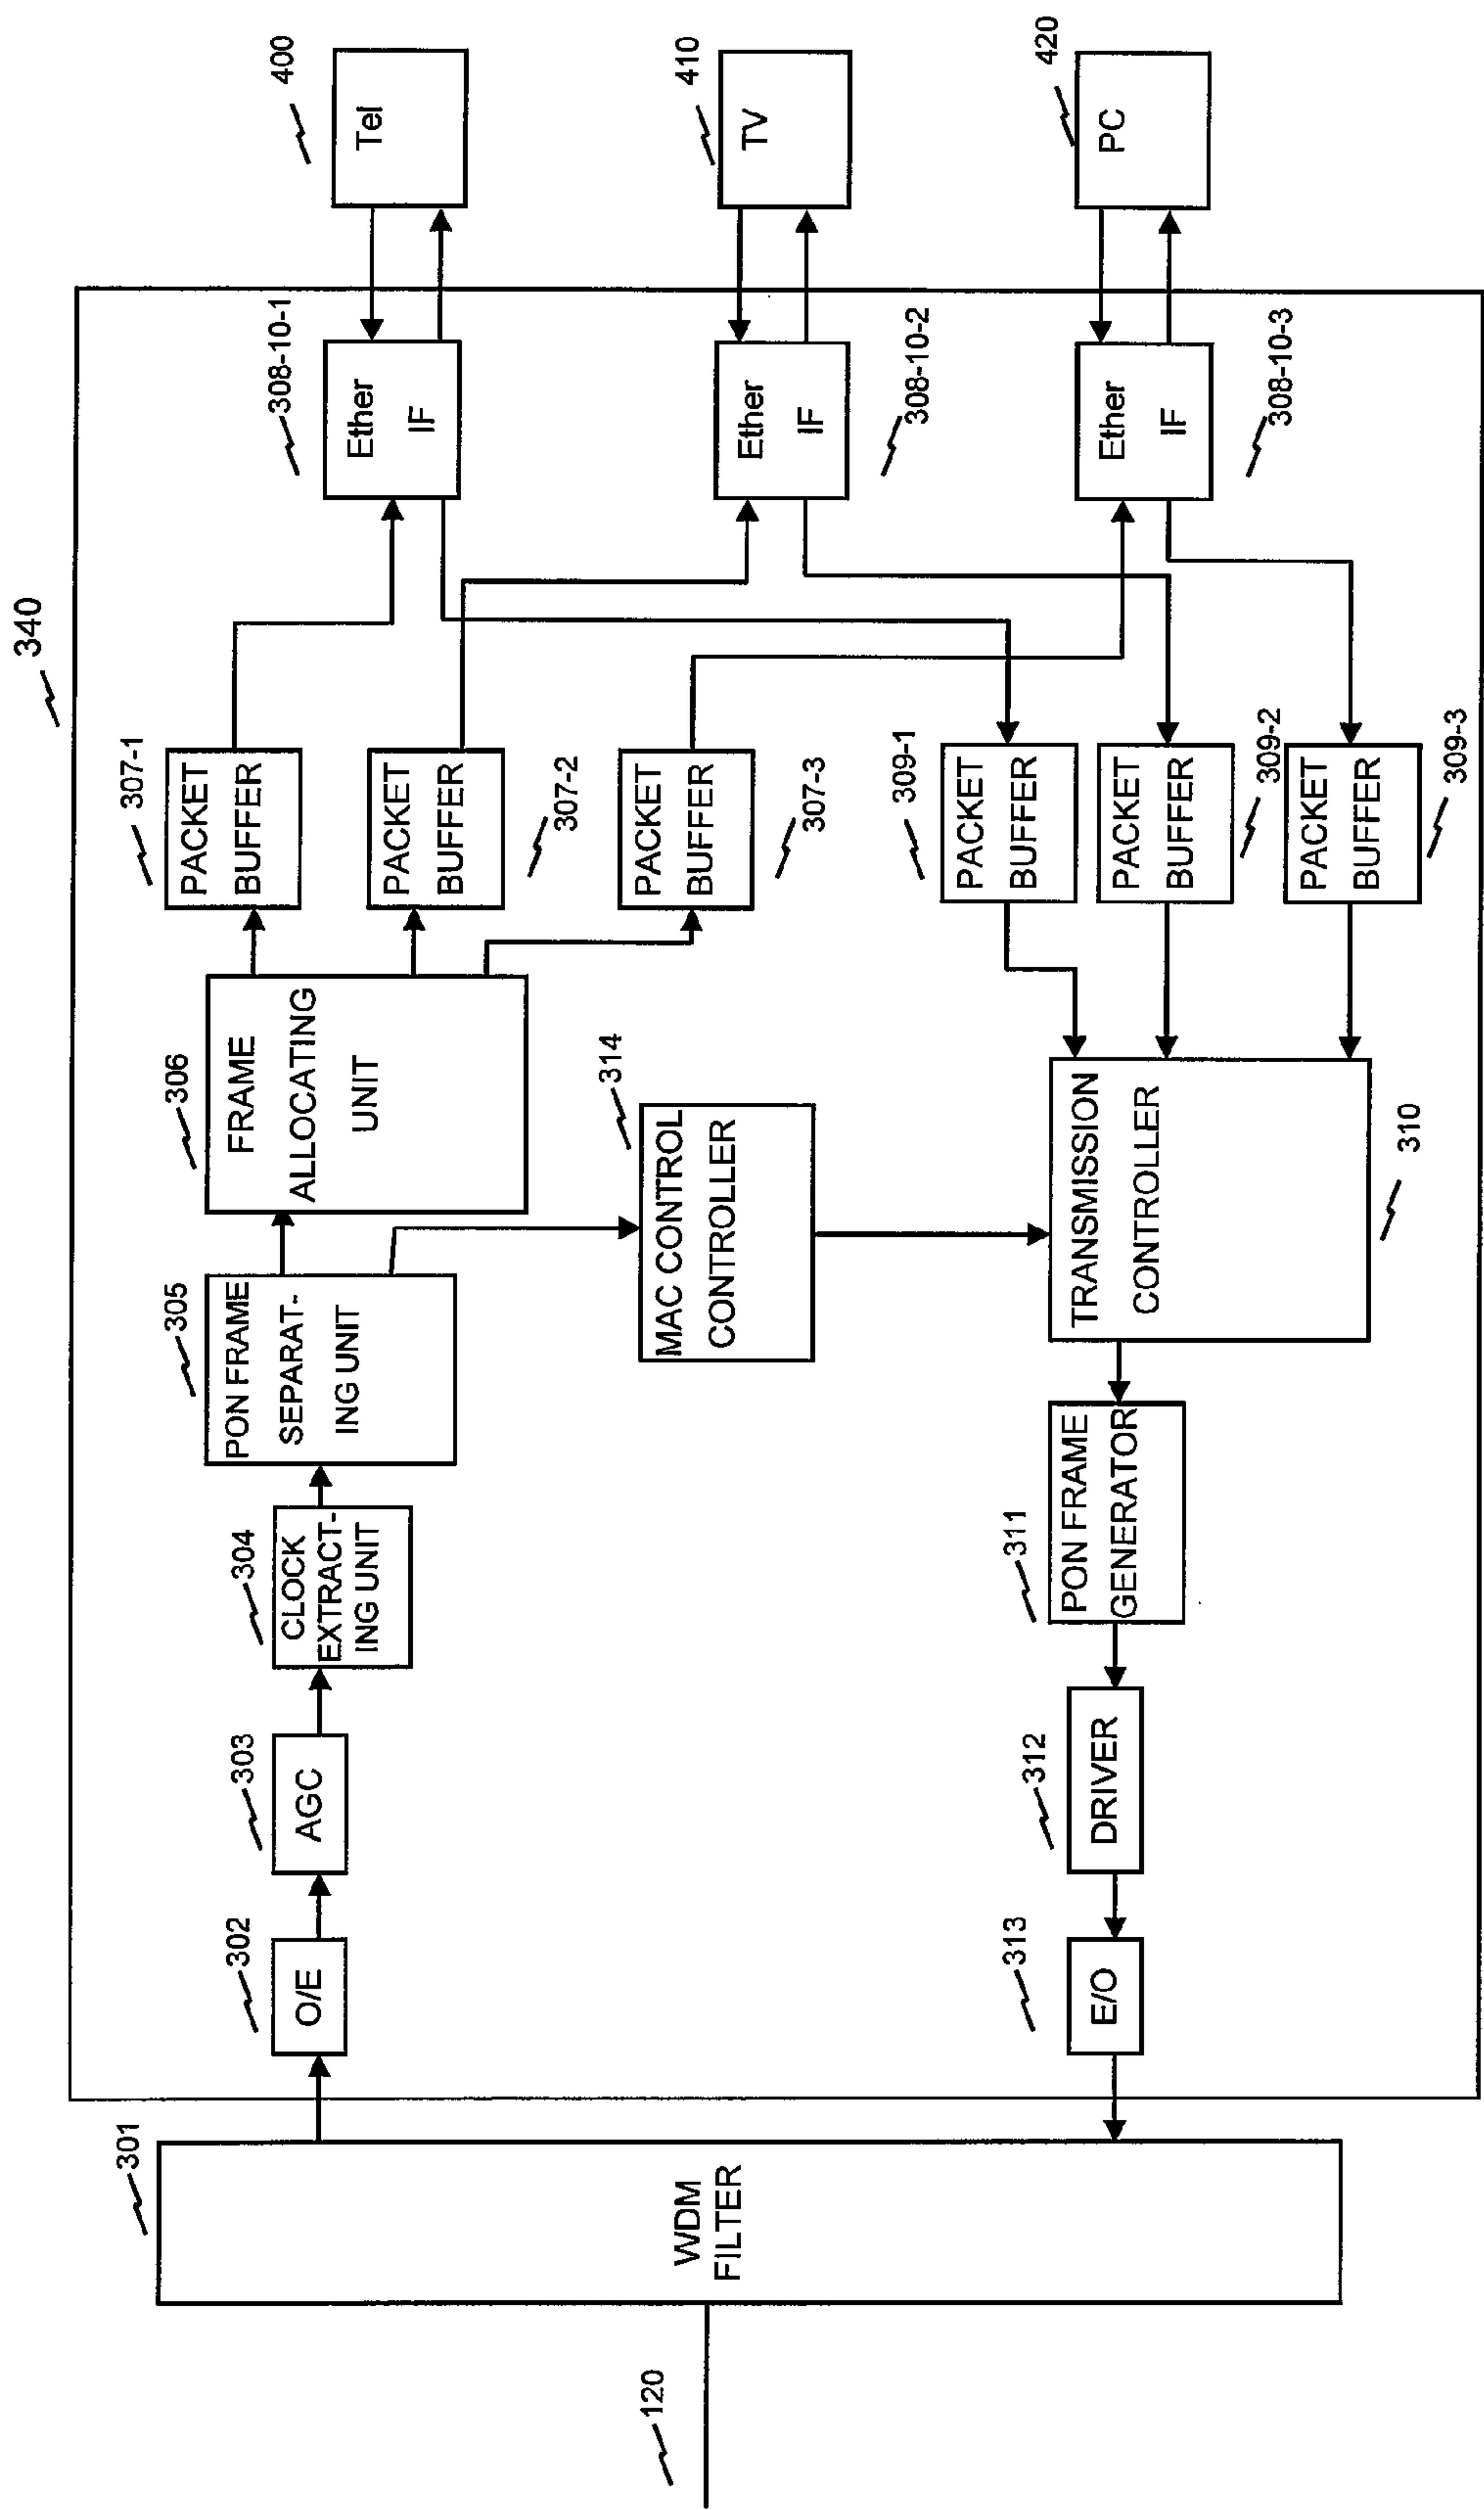 340
120
301
WDM
FILTER
302
O/E
303
AGC
304
CLOCK
EXTRACT-
ING UNIT
305
PON FRAME
SEPARAT-
ING UNIT
306
FRAME
ALLOCATING
UNIT
307-1
PACKET
BUFFER
PACKET
BUFFER
307-2
PACKET
BUFFER
307-3
308-10-1
Ether
IF
Ether
IF
308-10-2
Ether
IF
308-10-3
400
Tel
410
TV
420
PC
314
MAC CONTROL
CONTROLLER
309-1
PACKET
BUFFER
PACKET
BUFFER
309-2
PACKET
BUFFER
309-3
TRANSMISSION
CONTROLLER
310
311
PON FRAME
GENERATOR
312
DRIVER
313
E/O